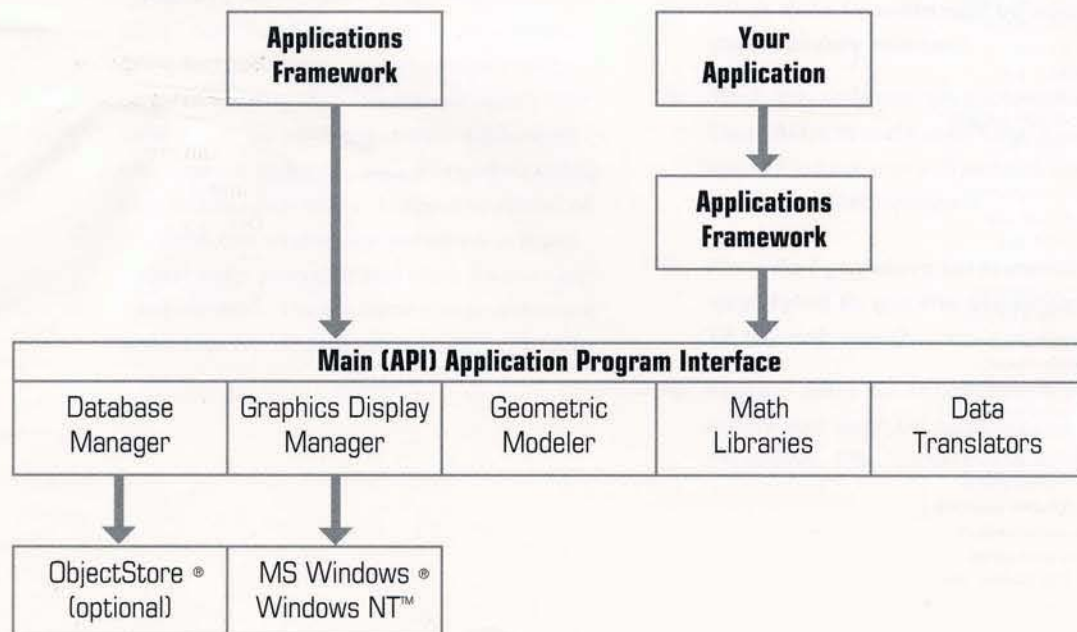 Applications
Framework
Your
Application
Applications
Framework
Main (API) Application Program Interface
Database
Manager
Graphics Display
Manager
Geometric
Modeler
Math
Libraries
Data
Translators
ObjectStore ®
(optional)
MS Windows ®
Windows NT™